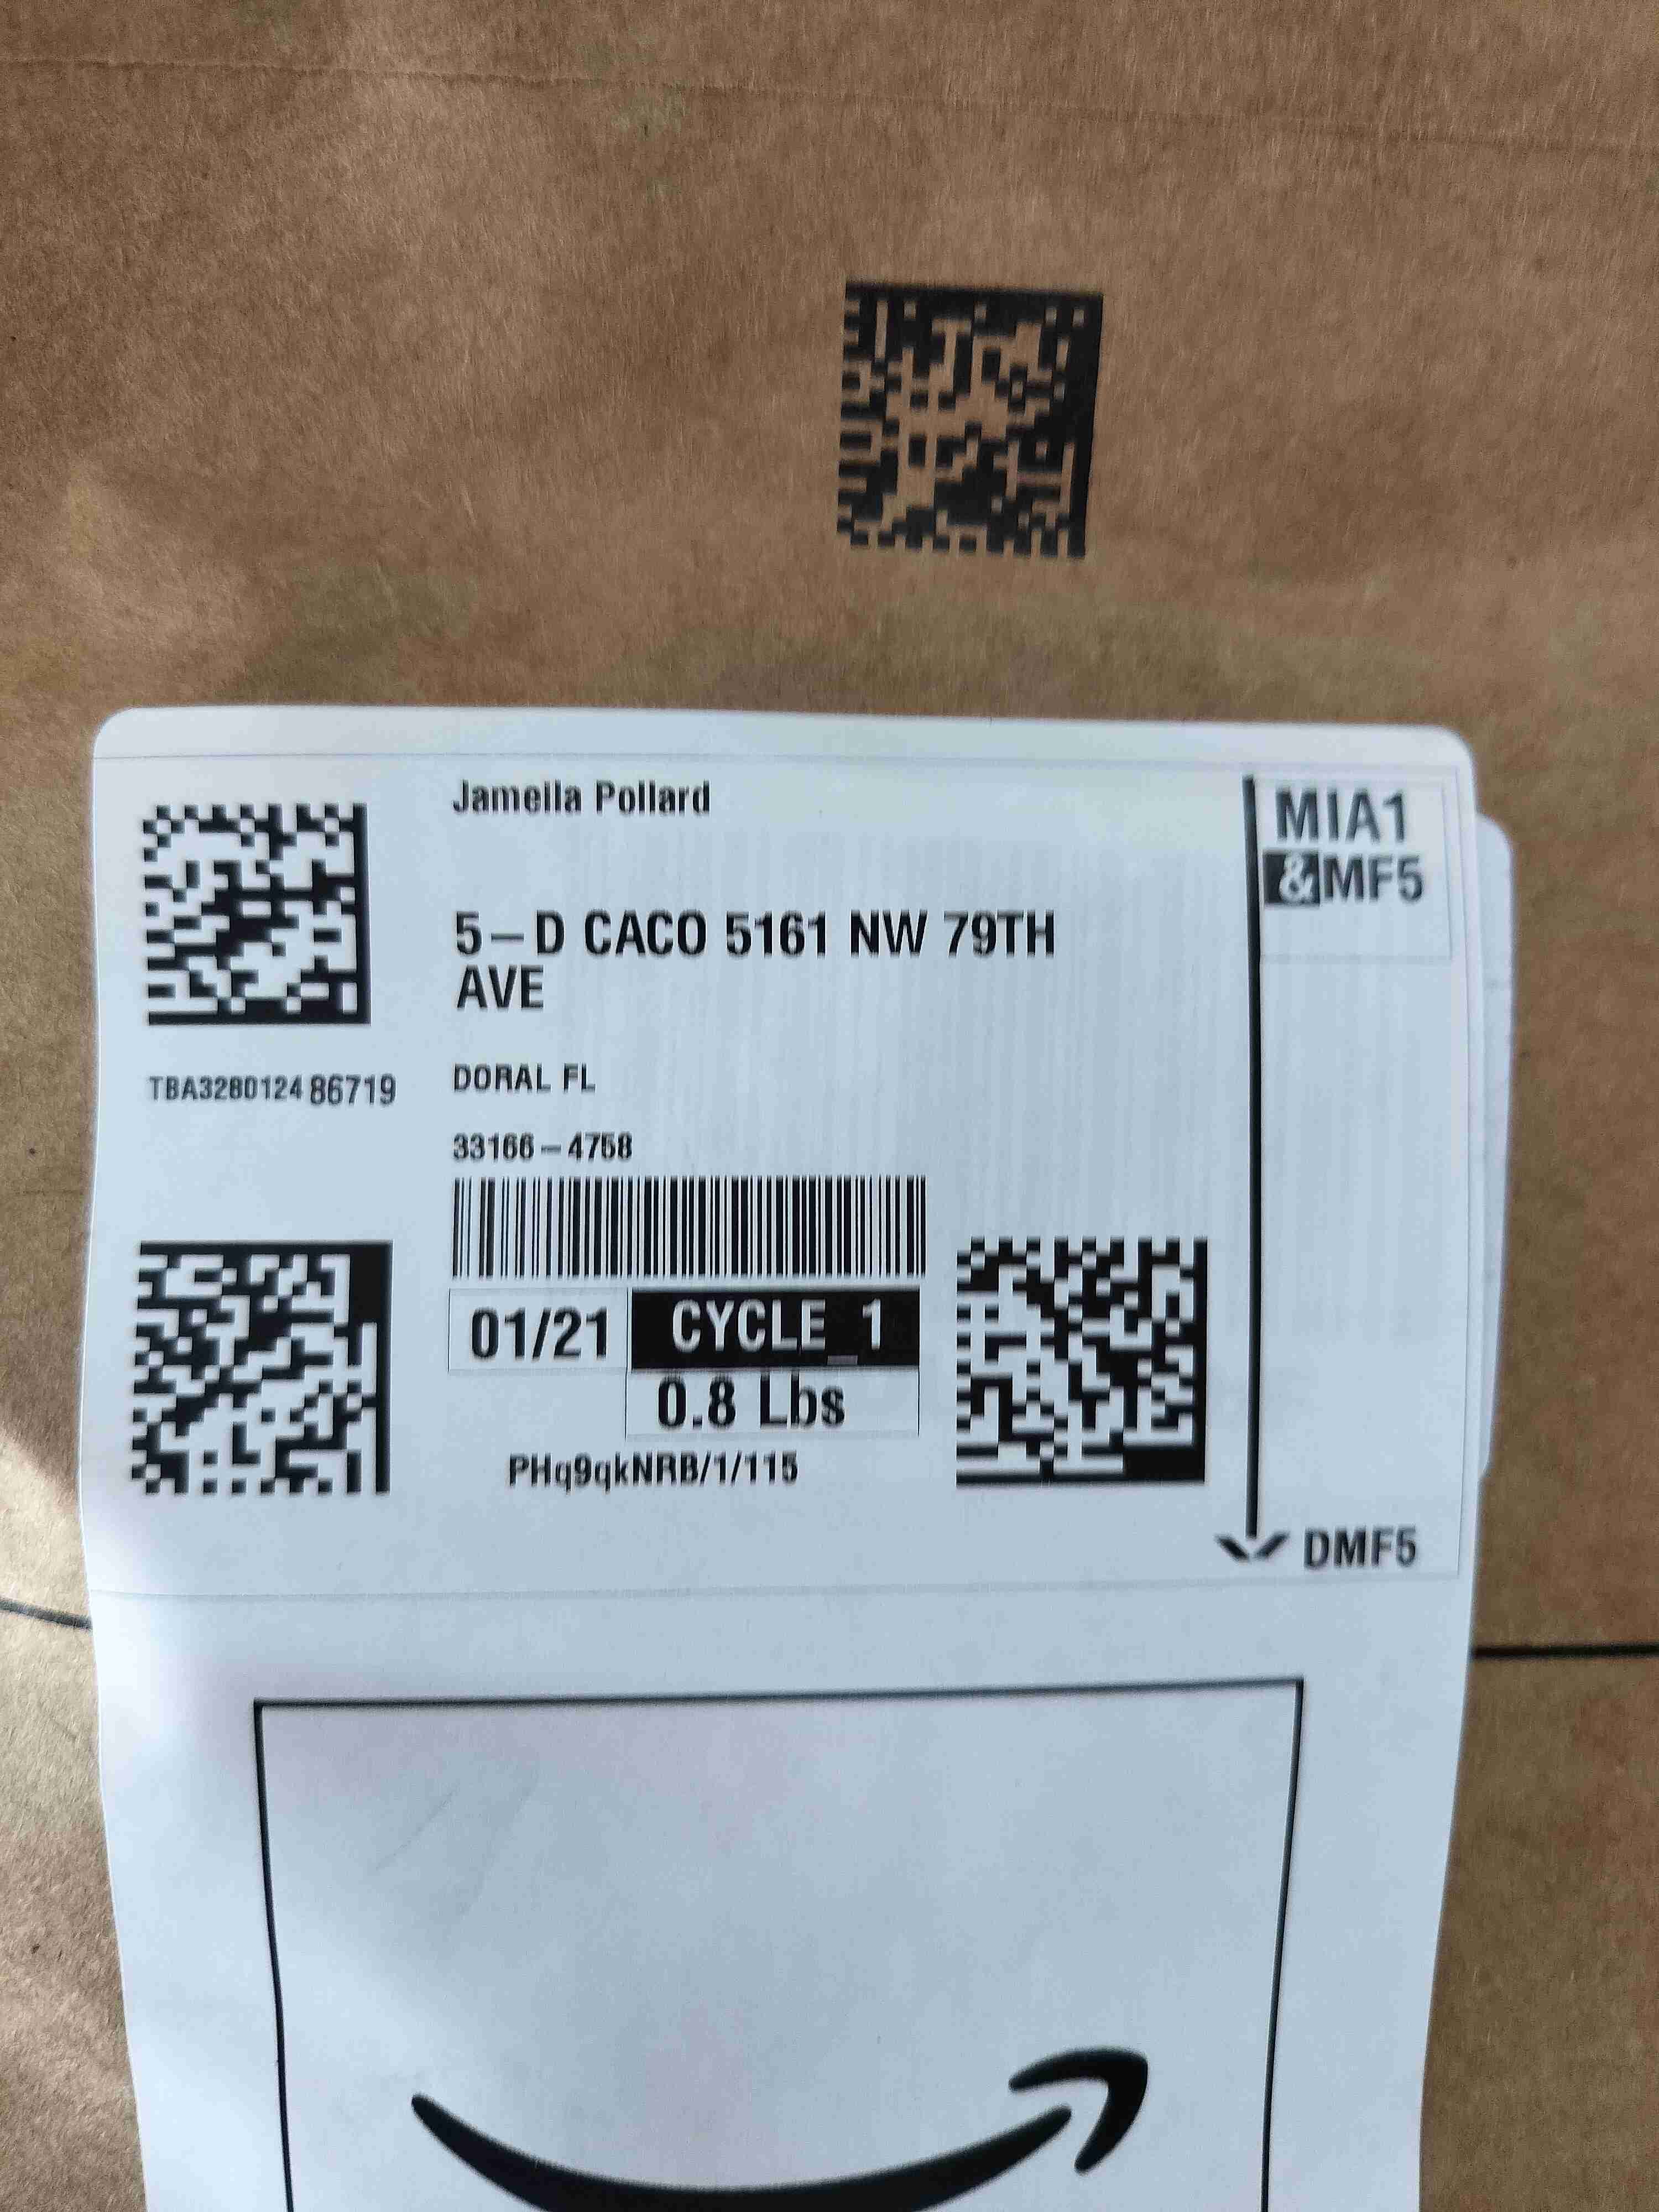 Jameila Pollard
MIA1
&MF5
5-D CACO 5161 NW 79TH
AVE
TBA328012486719
DORAL FL
33166-4758
01/21 CYCLE_1
0.8 Lbs
PHq9qkNRB/1/115
DMF5